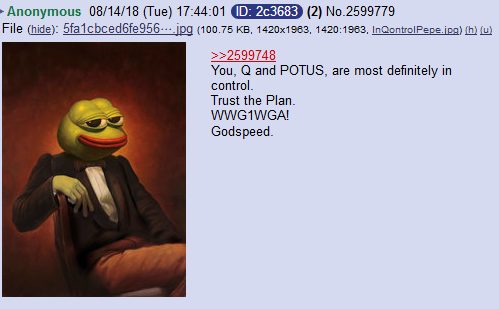 Anonymous 08/14/18 (Tue) 17:44:01 ID: 2c3683 (2) No.2599779
File (hide): 5fa1cbced6fe956⋯.jpg (100.75 KB, 1420x1963, 1420:1963, InQontrolPepe.jpg) (h) (u)
>>2599748
You, Q and POTUS, are most definitely in
control.
Trust the Plan.
WWG1WGA!
Godspeed.